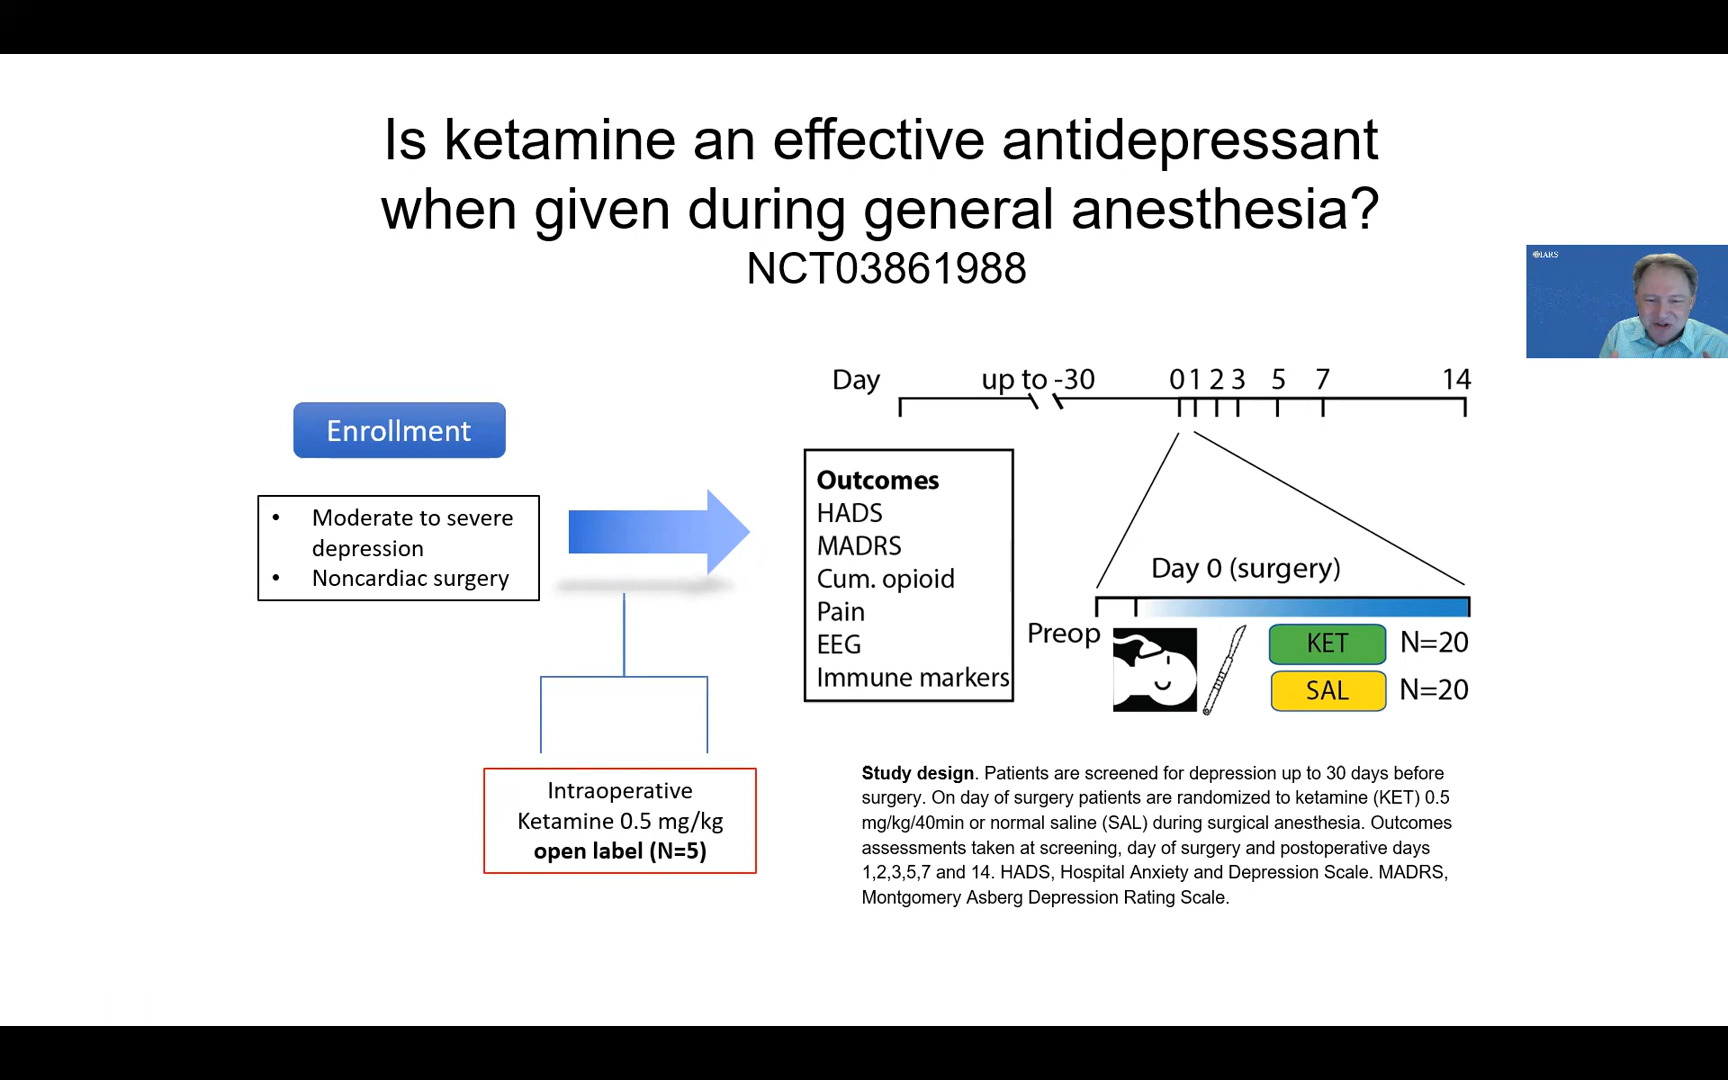 Is ketamine an effective antidepressant
when given during general anesthesia?
NCT03861988
IARS
Enrollment
• Moderate to severe
depression
• Noncardiac surgery
Intraoperative
Ketamine 0.5 mg/kg
open label (N=5)
Day up to -30 0 1 2 3 5 7 14
Outcomes
HADS
MADRS
Cum. opioid
Pain
EEG
Immune markers
Day 0 (surgery)
Preop
KET N=20
SAL N=20
Study design. Patients are screened for depression up to 30 days before
surgery. On day of surgery patients are randomized to ketamine (KET) 0.5
mg/kg/40min or normal saline (SAL) during surgical anesthesia. Outcomes
assessments taken at screening, day of surgery and postoperative days
1,2,3,5,7 and 14. HADS, Hospital Anxiety and Depression Scale. MADRS,
Montgomery Asberg Depression Rating Scale.